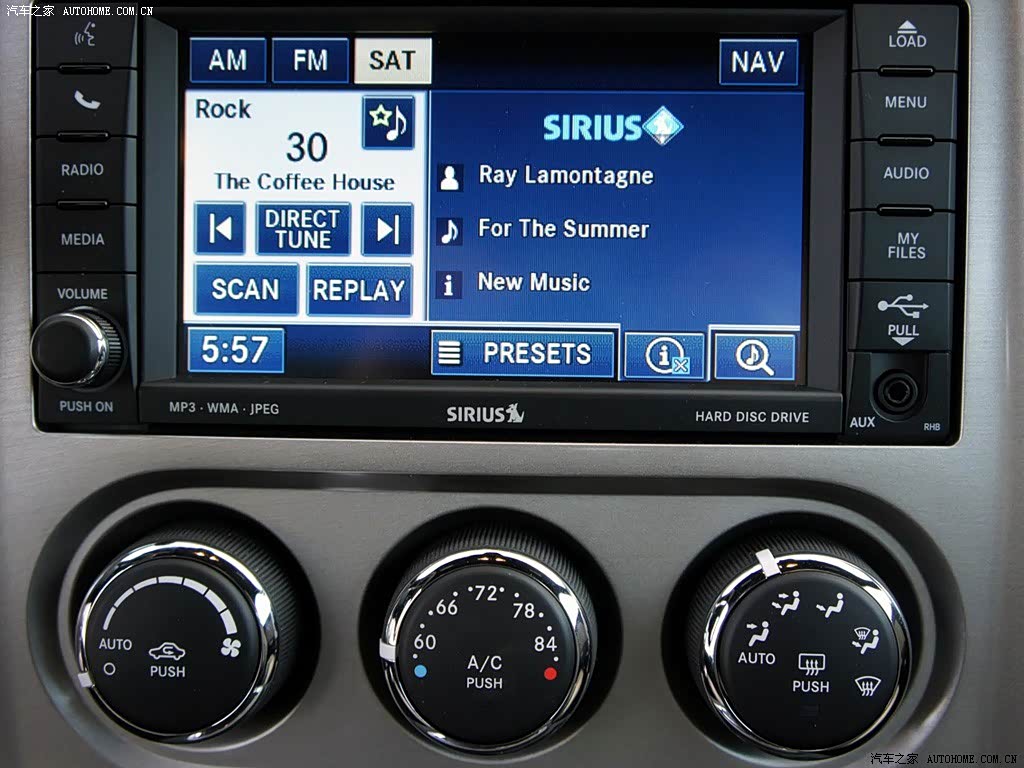 汽车之家 AUTOHOME.COM.CN
AM FM SAT NAV
Rock
30
The Coffee House
DIRECT
TUNE
SCAN REPLAY
5:57
SIRIUS
Ray Lamontagne
For The Summer
i New Music
PRESETS i
RADIO
MEDIA
VOLUME
PUSH ON
LOAD
MENU
AUDIO
MY
FILES
PULL
AUX RHB
MP3 · WMA · JPEG SIRIUS HARD DISC DRIVE
AUTO
PUSH
60 66 72 78 84
A/C
PUSH
AUTO
PUSH
汽车之家 AUTOHOME.COM.CN